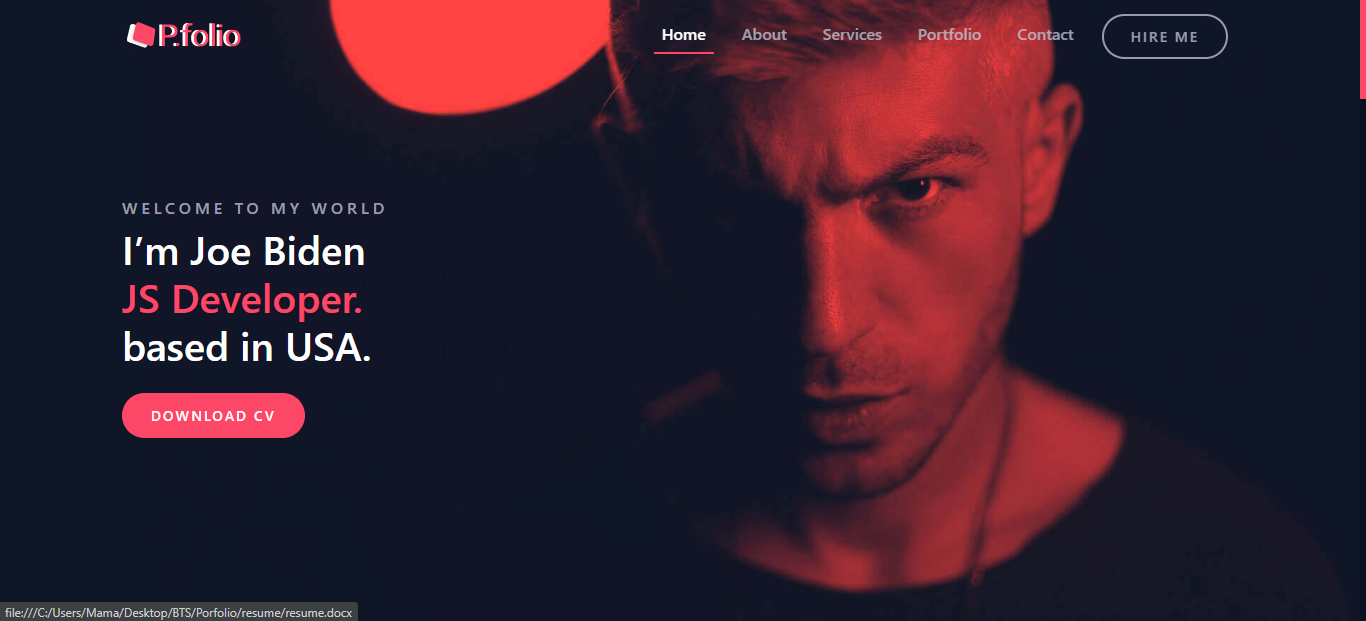 P.folio
Home About Services Portfolio Contact HIRE ME
WELCOME TO MY WORLD
I’m Joe Biden
JS Developer.
based in USA.
DOWNLOAD CV
file:///C:/Users/Mama/Desktop/BTS/Porfolio/resume/resume.docx